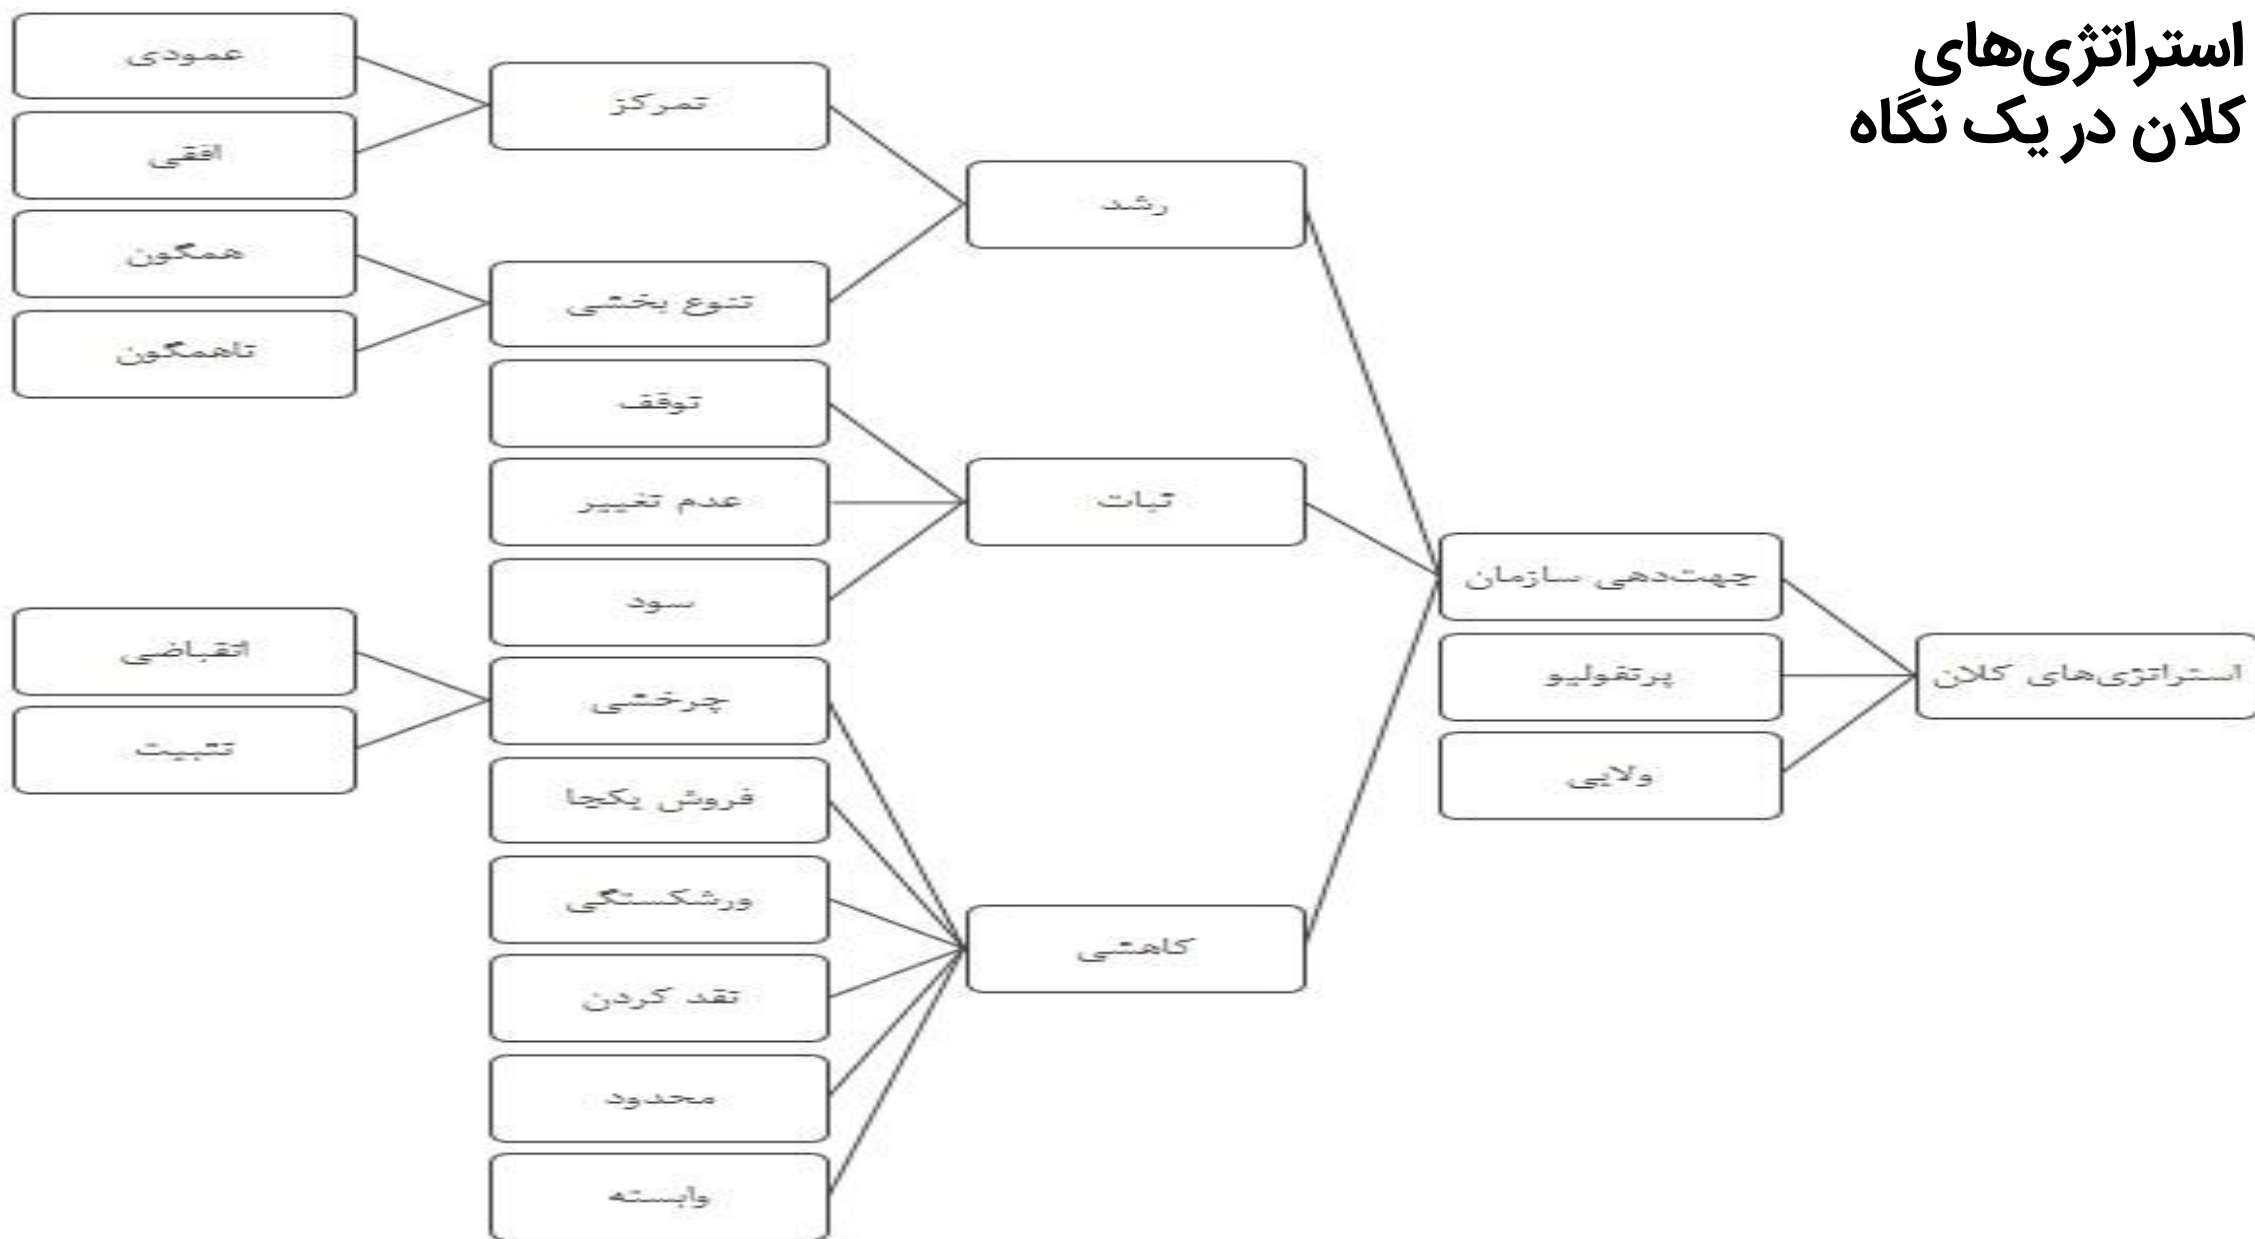 استراتژی‌های
کلان در یک نگاه
استراتژی‌های کلان
جهت‌دهی سازمان
پرتفولیو
ولایی
رشد
ثبات
کاهشی
تمرکز
تنوع بخشی
توقف
عدم تغییر
سود
چرخشی
فروش یکجا
ورشکستگی
نقد کردن
محدود
وابسته
عمودی
افقی
همگون
ناهمگون
انقباضی
تثبیت